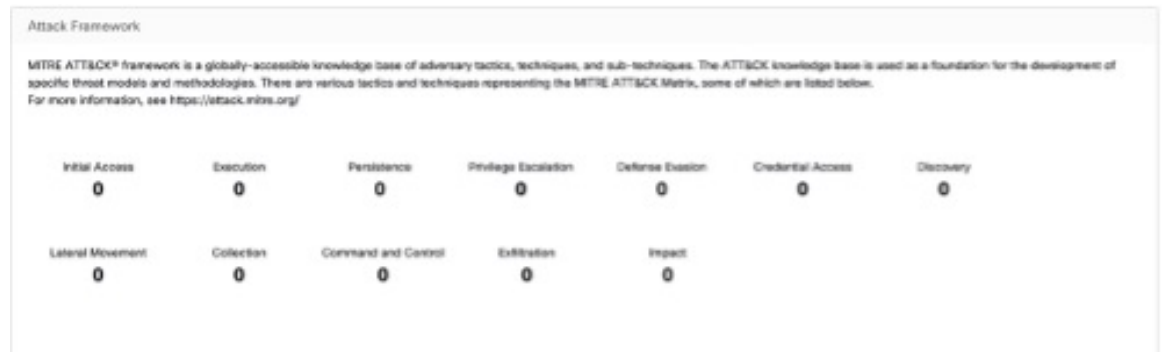 Attack Framework
MITRE ATT&CK® framework is a globally-accessible knowledge base of adversary tactics, techniques, and sub-techniques. The ATT&CK knowledge base is used as a foundation for the development of
specific threat models and methodologies. There are various tactics and techniques representing the MITRE ATT&CK Matrix, some of which are listed below.
For more information, see https://attack.mitre.org/
Initial Access Execution Persistence Privilege Escalation Defense Evasion Credential Access Discovery
0 0 0 0 0 0 0
Lateral Movement Collection Command and Control Exfiltration Impact
0 0 0 0 0